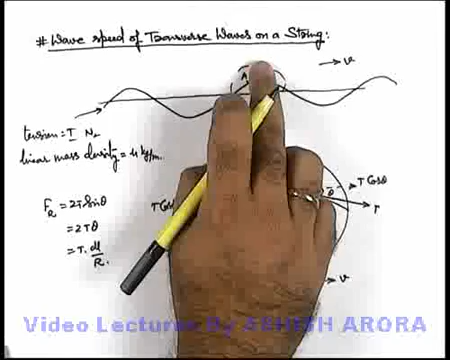 # Wave speed of Transverse Waves on a String:
→ v
A
tension = T N
linear mass density = μ kg/m.
T Cosθ
θ
r
F_R = 2T Sinθ
= 2Tθ
= T. dl/R.
→ v
Video Lectures By ASHISH ARORA